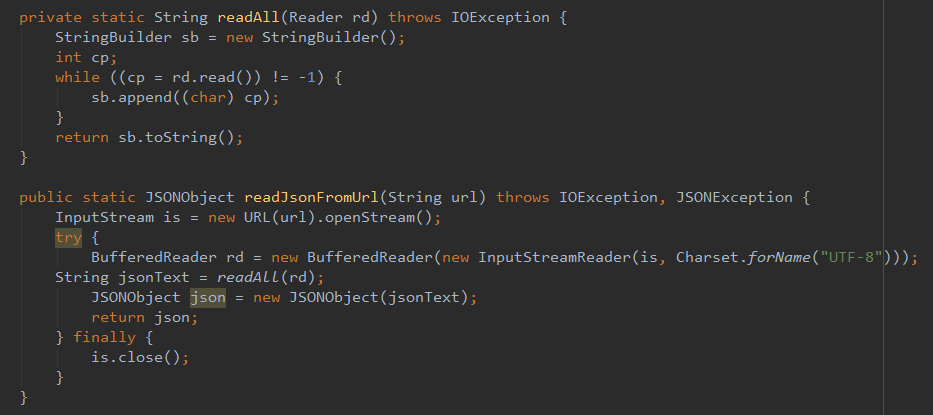 private static String readAll(Reader rd) throws IOException {
    StringBuilder sb = new StringBuilder();
    int cp;
    while ((cp = rd.read()) != -1) {
        sb.append((char) cp);
    }
    return sb.toString();
}

public static JSONObject readJsonFromUrl(String url) throws IOException, JSONException {
    InputStream is = new URL(url).openStream();
    try {
        BufferedReader rd = new BufferedReader(new InputStreamReader(is, Charset.forName("UTF-8")));
    String jsonText = readAll(rd);
        JSONObject json = new JSONObject(jsonText);
        return json;
    } finally {
        is.close();
    }
}